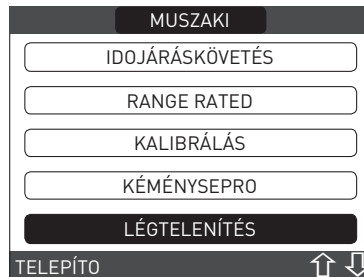 MUSZAKI
IDOJÁRÁSKÖVETÉS
RANGE RATED
KALIBRÁLÁS
KÉMÉNYSEPRO
LÉGTELENÍTÉS
TELEPÍTO